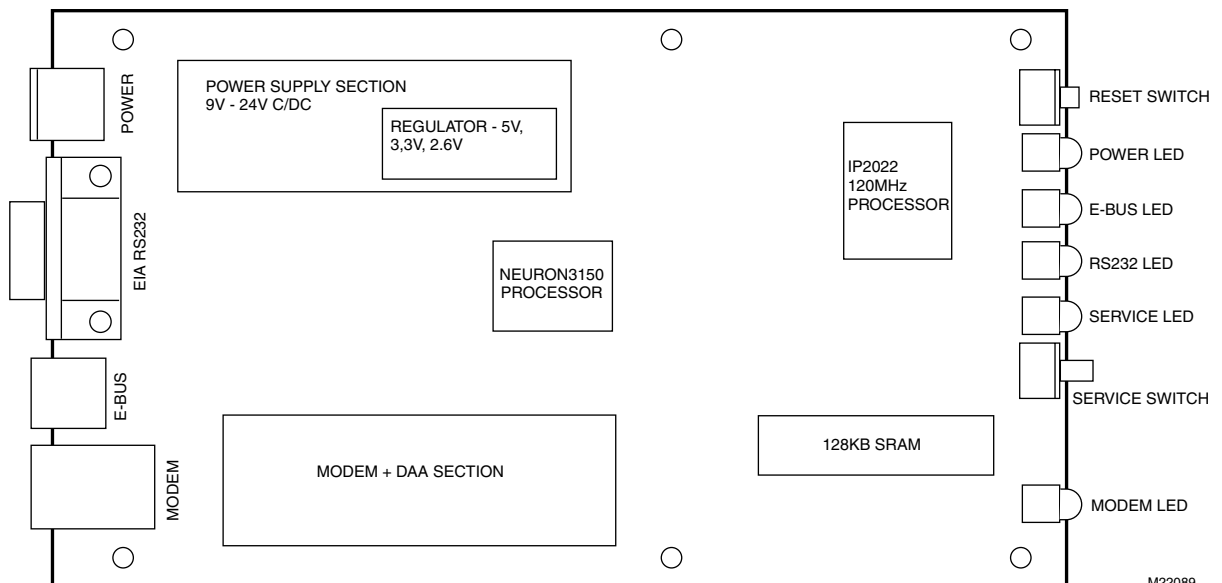 POWER
POWER SUPPLY SECTION
9V - 24V C/DC
REGULATOR - 5V,
3,3V, 2.6V
IP2022
120MHz
PROCESSOR
RESET SWITCH
POWER LED
E-BUS LED
RS232 LED
SERVICE LED
SERVICE SWITCH
EIA RS232
NEURON3150
PROCESSOR
E-BUS
MODEM
MODEM + DAA SECTION
128KB SRAM
MODEM LED
M22089